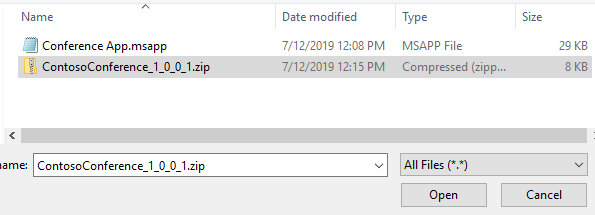 Name Date modified Type Size
Conference App.msapp 7/12/2019 12:08 PM MSAPP File 29 KB
ContosoConference_1_0_0_1.zip 7/12/2019 12:15 PM Compressed (zipp... 8 KB
name: ContosoConference_1_0_0_1.zip All Files (*.*)
Open Cancel